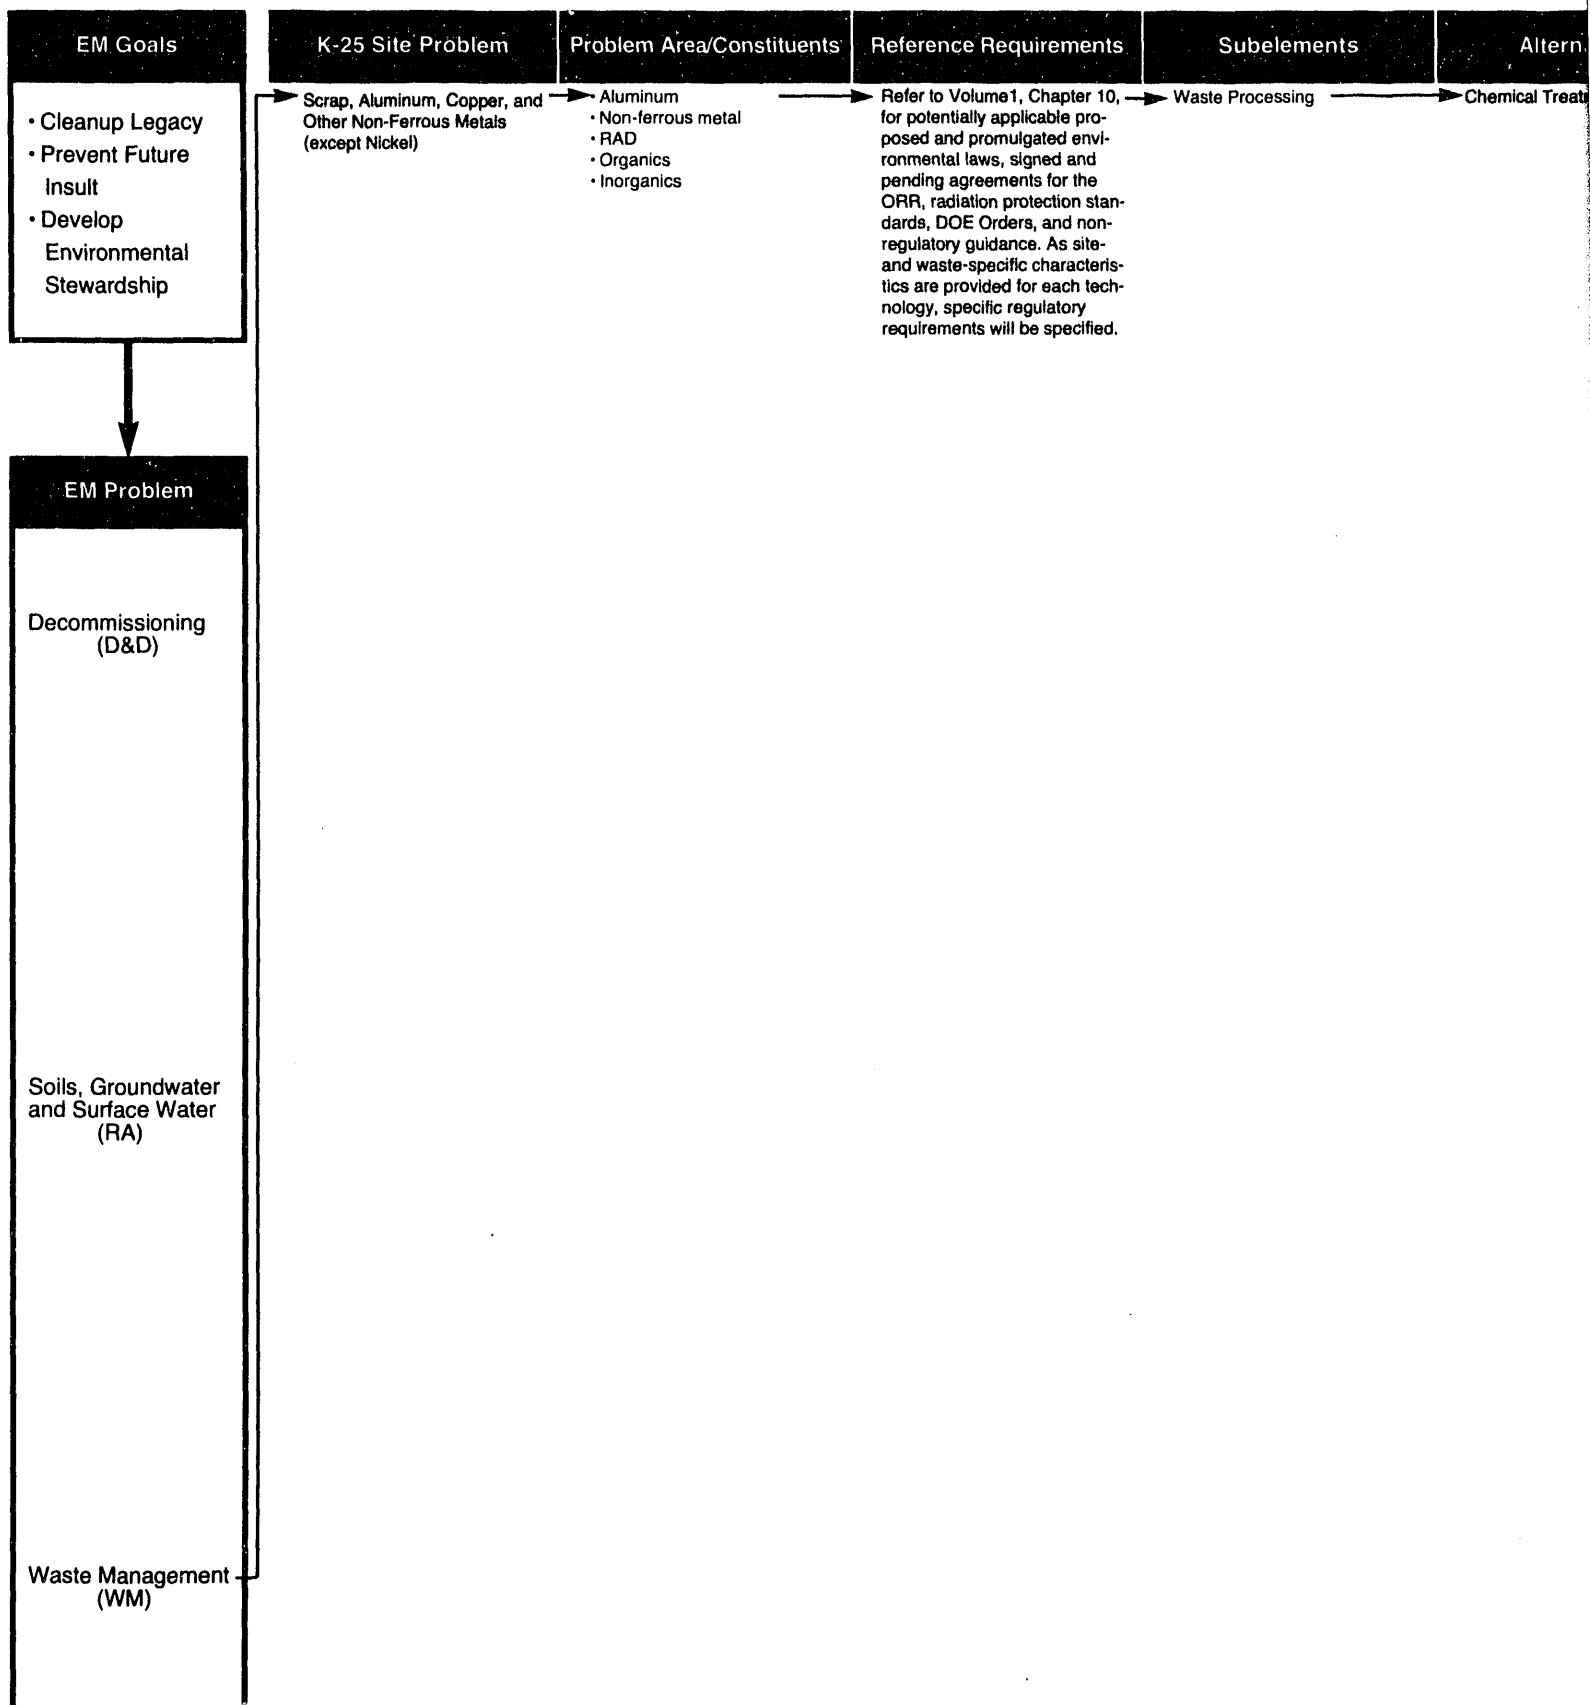 EM Goals
• Cleanup Legacy
• Prevent Future
Insult
• Develop
Environmental
Stewardship
EM Problem
Decommissioning
(D&D)
Soils, Groundwater
and Surface Water
(RA)
Waste Management
(WM)
K-25 Site Problem
Scrap, Aluminum, Copper, and
Other Non-Ferrous Metals
(except Nickel)
Problem Area/Constituents
• Aluminum
• Non-ferrous metal
• RAD
• Organics
• Inorganics
Reference Requirements
Refer to Volume1, Chapter 10,
for potentially applicable pro-
posed and promulgated envi-
ronmental laws, signed and
pending agreements for the
ORR, radiation protection stan-
dards, DOE Orders, and non-
regulatory guidance. As site-
and waste-specific characteris-
tics are provided for each tech-
nology, specific regulatory
requirements will be specified.
Subelements
Waste Processing
Altern
Chemical Treat